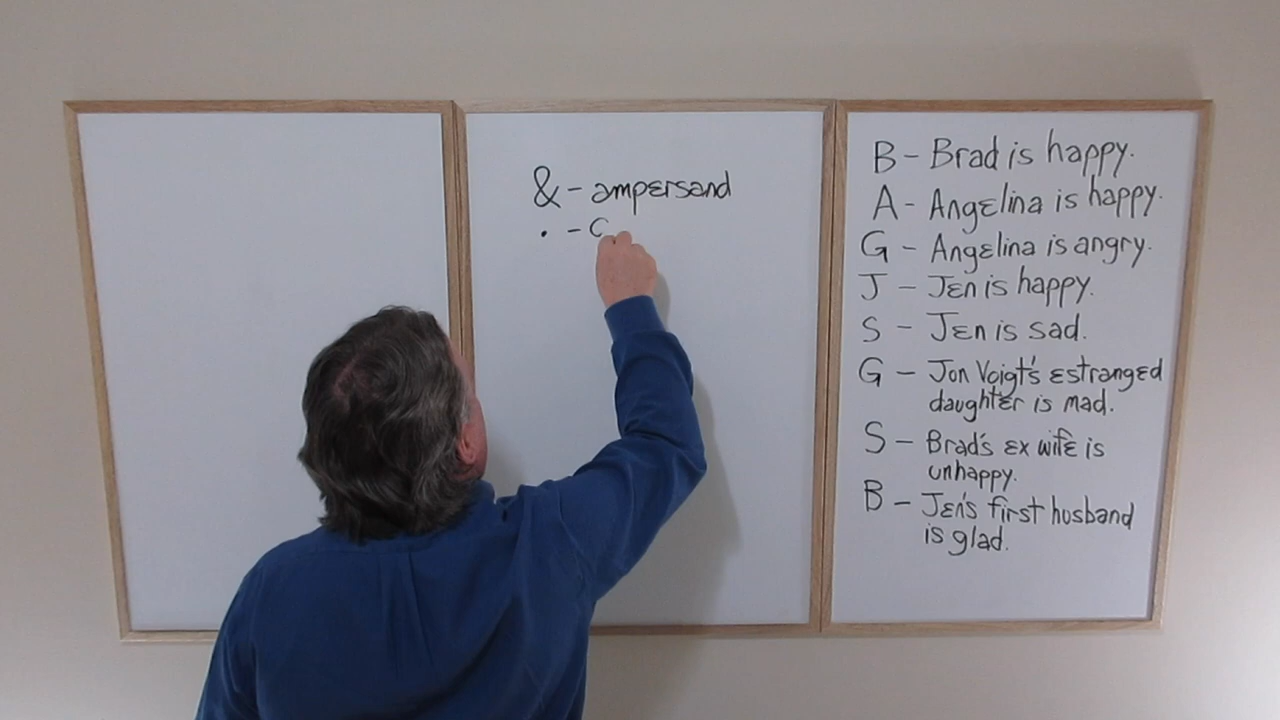 & - ampersand
. - C
B - Brad is happy.
A - Angelina is happy.
G - Angelina is angry.
J - Jen is happy.
S - Jen is sad.
G - Jon Voigt's estranged
daughter is mad.
S - Brad's ex wife is
unhappy.
B - Jen's first husband
is glad.